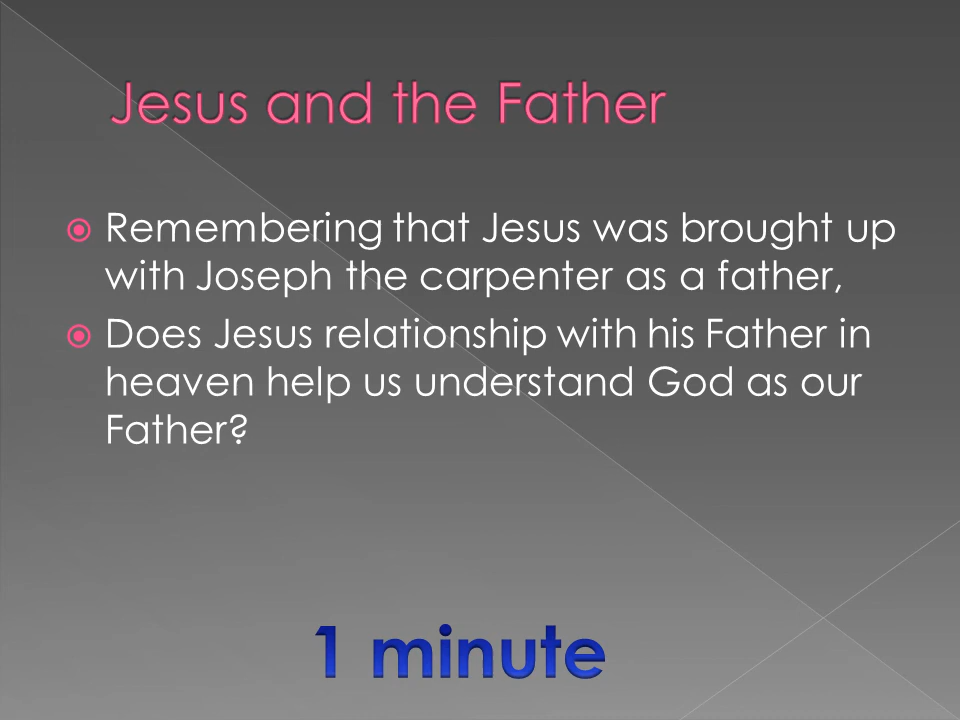 Jesus and the Father
Remembering that Jesus was brought up
with Joseph the carpenter as a father,
Does Jesus relationship with his Father in
heaven help us understand God as our
Father?
1 minute